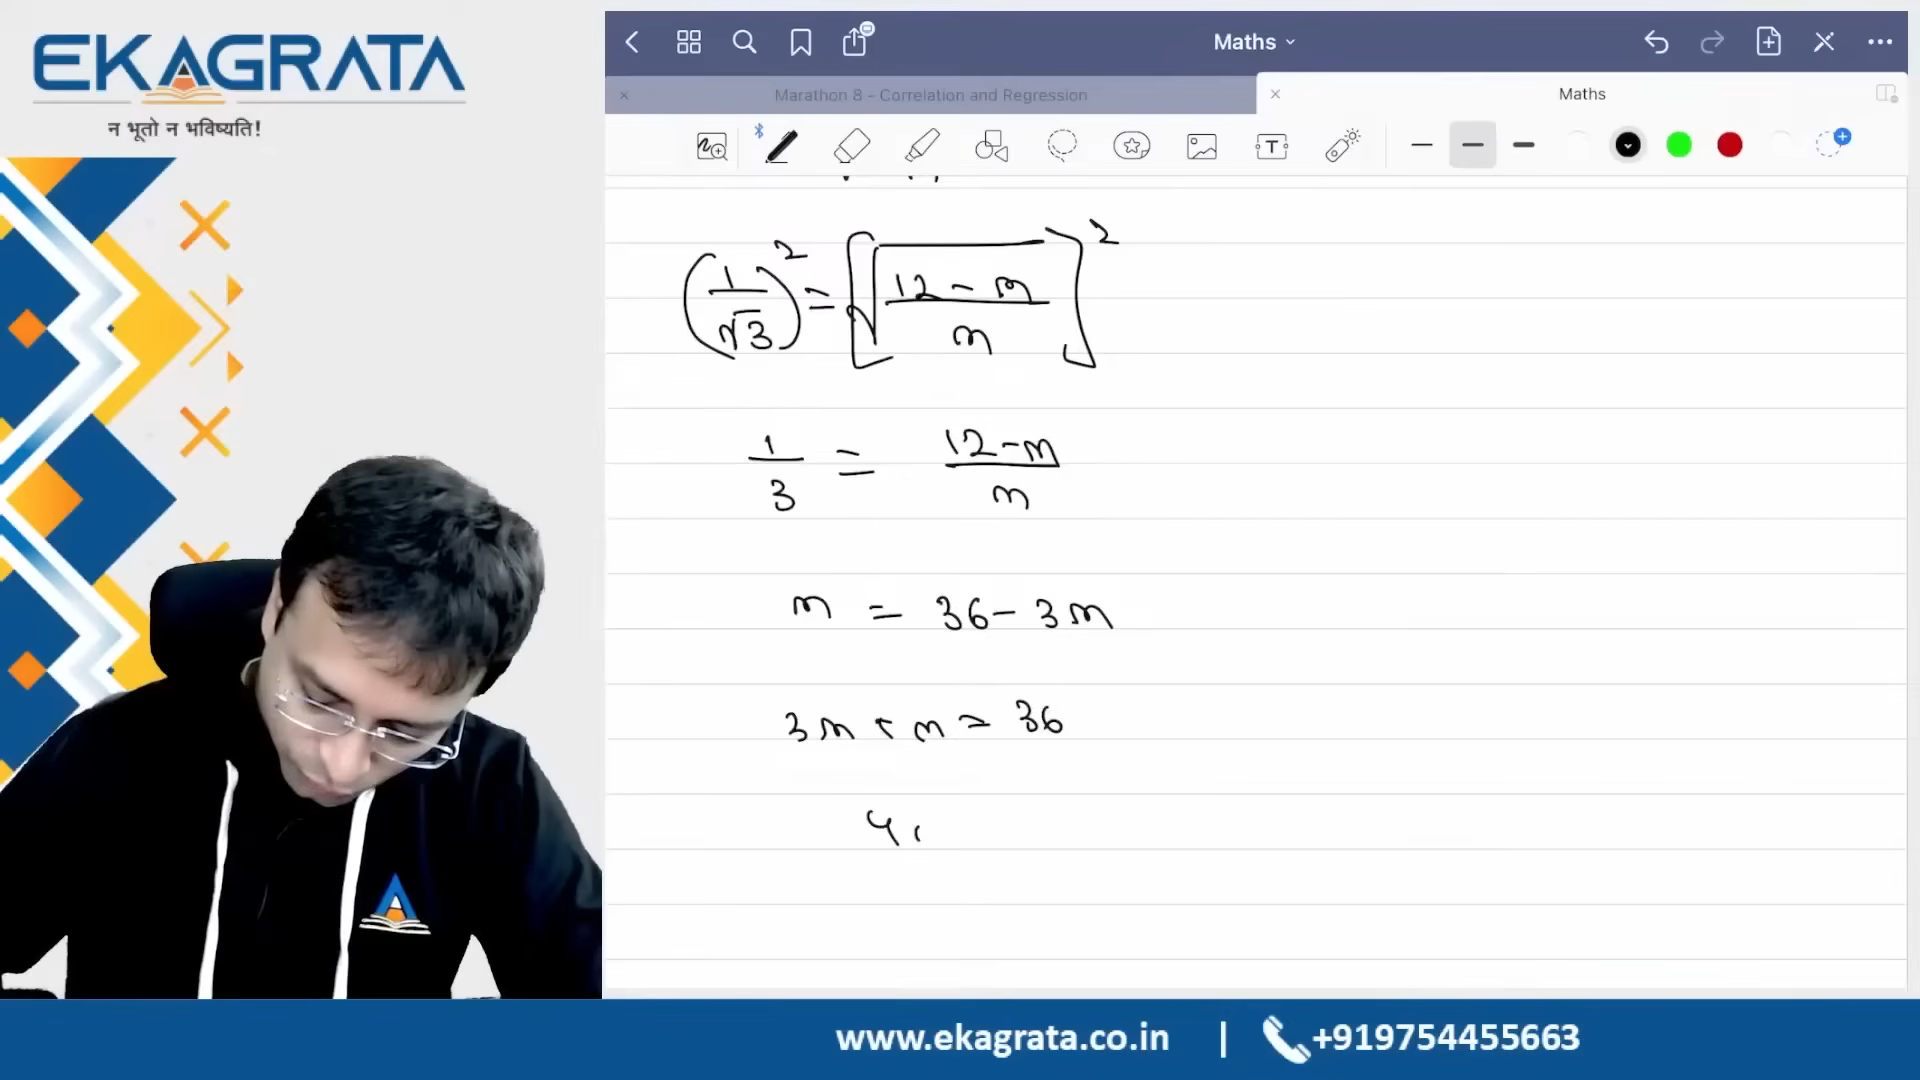 EKAGRATA
न भूतो न भविष्यति!
Maths
Marathon 8 - Correlation and Regression
Maths
T
(1/√3)² = [√(12 - m / m)]²
1/3 = 12 - m / m
m = 36 - 3m
3m + m = 36
4
www.ekagrata.co.in | +919754455663